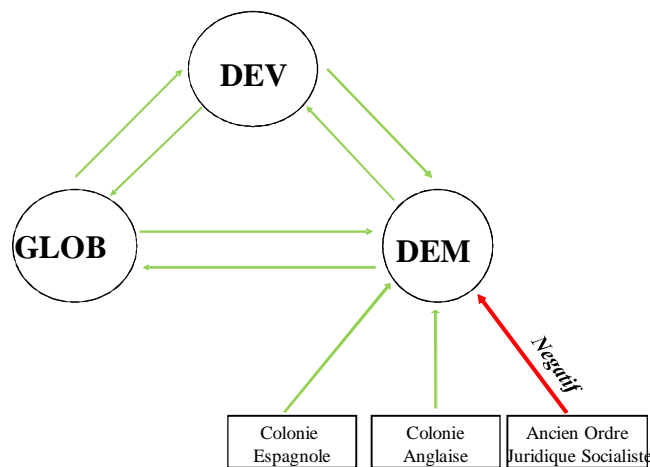 DEV
GLOB
DEM
Negatif
Colonie
Espagnole
Colonie
Anglaise
Ancien Ordre
Juridique Socialiste